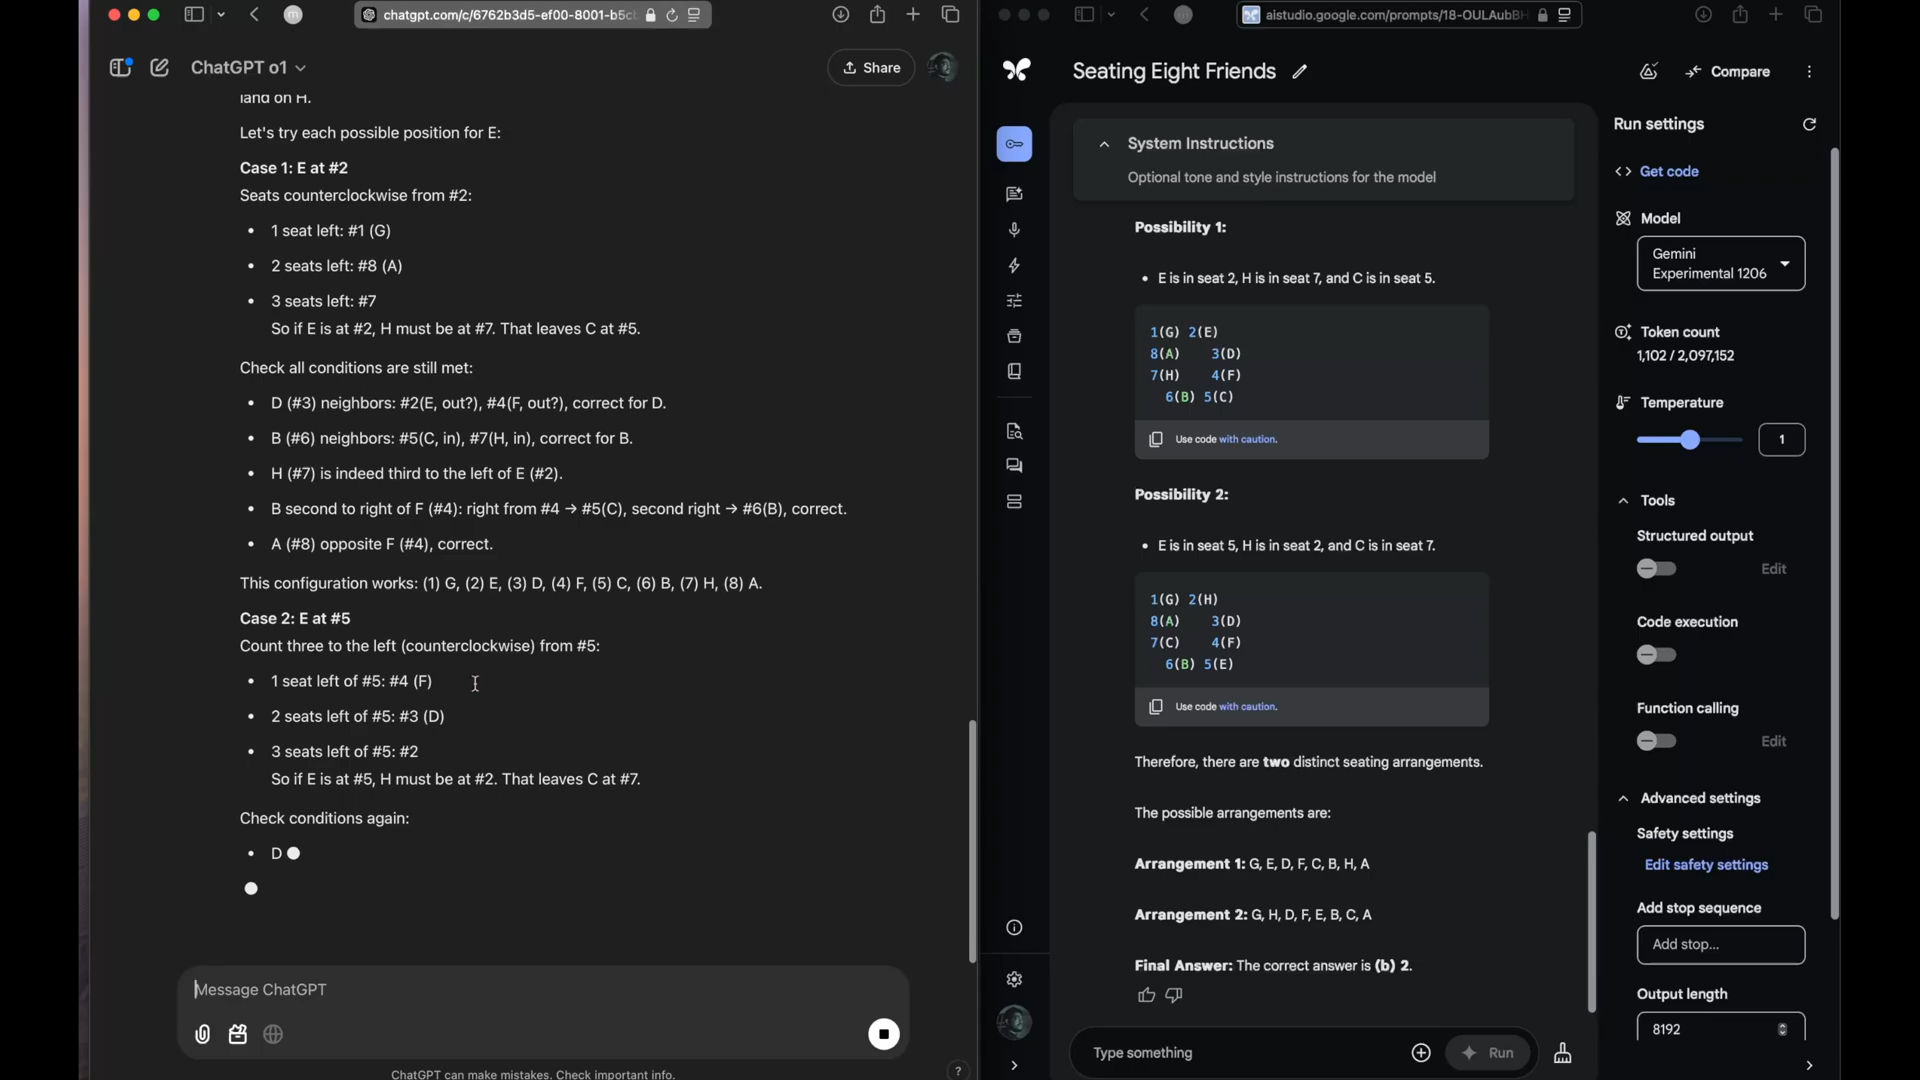 chatgpt.com/c/6762b3d5-ef00-8001-b5cb
ChatGPT o1
Share
land on H.
Let's try each possible position for E:
Case 1: E at #2
Seats counterclockwise from #2:
• 1 seat left: #1 (G)
• 2 seats left: #8 (A)
• 3 seats left: #7
So if E is at #2, H must be at #7. That leaves C at #5.
Check all conditions are still met:
• D (#3) neighbors: #2(E, out?), #4(F, out?), correct for D.
• B (#6) neighbors: #5(C, in), #7(H, in), correct for B.
• H (#7) is indeed third to the left of E (#2).
• B second to right of F (#4): right from #4 → #5(C), second right → #6(B), correct.
• A (#8) opposite F (#4), correct.
This configuration works: (1) G, (2) E, (3) D, (4) F, (5) C, (6) B, (7) H, (8) A.
Case 2: E at #5
Count three to the left (counterclockwise) from #5:
• 1 seat left of #5: #4 (F)
• 2 seats left of #5: #3 (D)
• 3 seats left of #5: #2
So if E is at #5, H must be at #2. That leaves C at #7.
Check conditions again:
• D
Message ChatGPT
ChatGPT can make mistakes. Check important info.
?
aistudio.google.com/prompts/18-OULAubBH
Seating Eight Friends
Compare
System Instructions
Optional tone and style instructions for the model
Possibility 1:
• E is in seat 2, H is in seat 7, and C is in seat 5.
1(G) 2(E)
8(A) 3(D)
7(H) 4(F)
6(B) 5(C)
Use code with caution.
Possibility 2:
• E is in seat 5, H is in seat 2, and C is in seat 7.
1(G) 2(H)
8(A) 3(D)
7(C) 4(F)
6(B) 5(E)
Use code with caution.
Therefore, there are two distinct seating arrangements.
The possible arrangements are:
Arrangement 1: G, E, D, F, C, B, H, A
Arrangement 2: G, H, D, F, E, B, C, A
Final Answer: The correct answer is (b) 2.
Type something
Run
Run settings
Get code
Model
Gemini
Experimental 1206
Token count
1,102 / 2,097,152
Temperature
1
Tools
Structured output
Edit
Code execution
Function calling
Edit
Advanced settings
Safety settings
Edit safety settings
Add stop sequence
Add stop...
Output length
8192